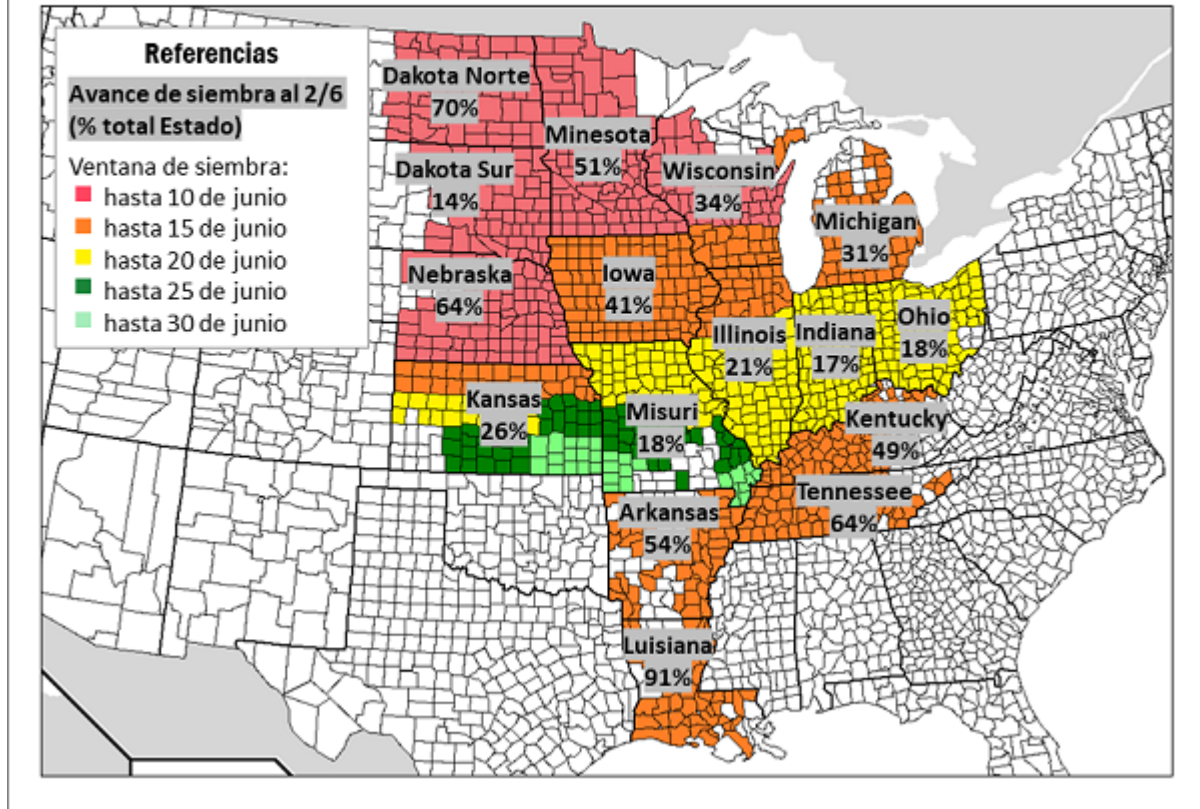 Referencias
Avance de siembra al 2/6
(% total Estado)
Ventana de siembra:
hasta 10 de junio
hasta 15 de junio
hasta 20 de junio
hasta 25 de junio
hasta 30 de junio
Dakota Norte
70%
Minesota
51%
Dakota Sur
14%
Wisconsin
34%
Michigan
31%
Nebraska
64%
Iowa
41%
Illinois
21%
Indiana
17%
Ohio
18%
Kansas
26%
Misuri
18%
Kentucky
49%
Tennessee
64%
Arkansas
54%
Luisiana
91%